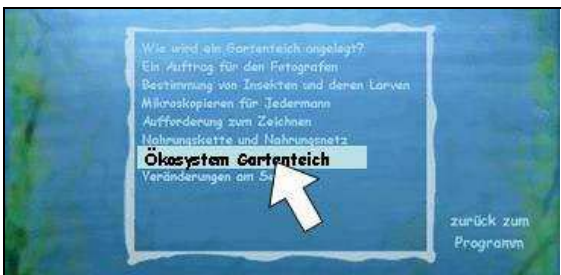 Wie wird ein Gartenteich angelegt?
Ein Auftrag für den Fotografen
Bestimmung von Insekten und deren Larven
Mikroskopieren für Jedermann
Aufforderung zum Zeichnen
Nahrungskette und Nahrungsnetz
Ökosystem Gartenteich
Veränderungen am
zurück zum
Programm